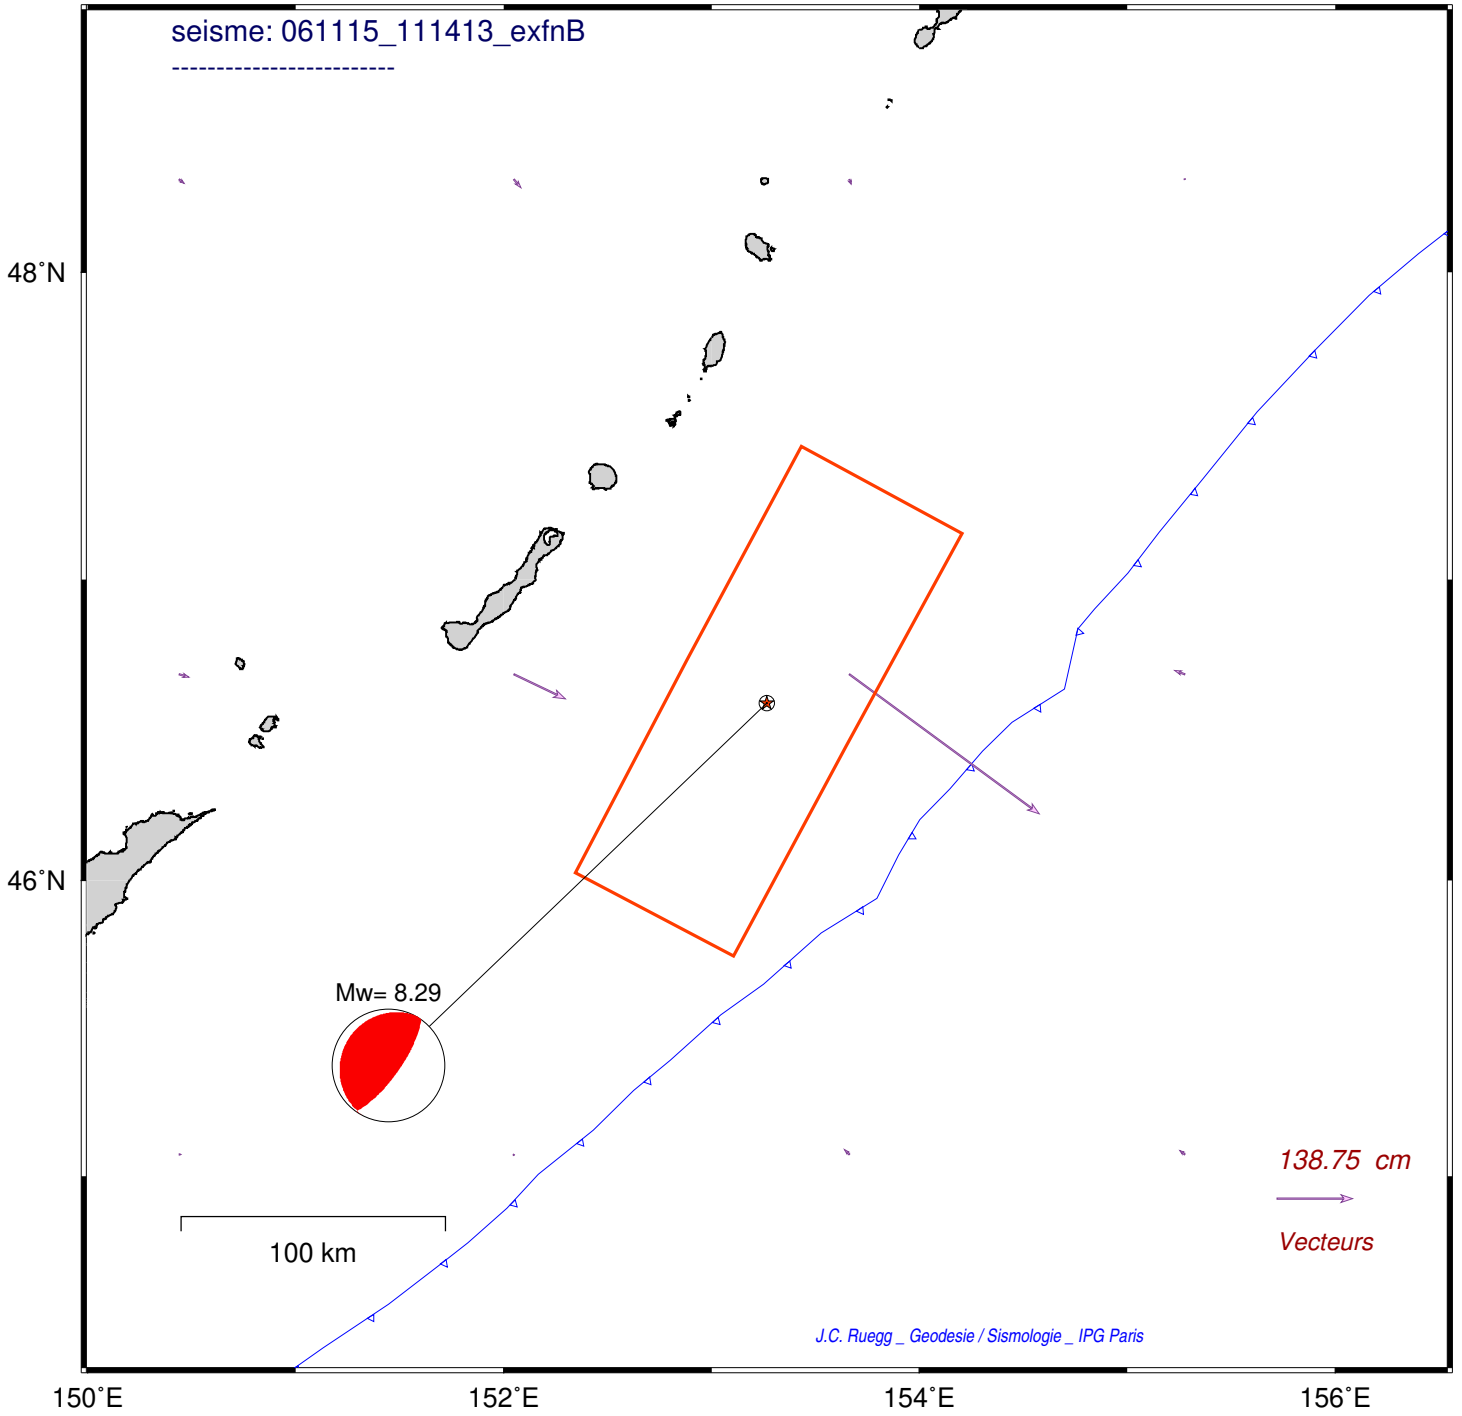 seisme: 061115_111413_exfnB
-------------------------
48°N
46°N
Mw= 8.29
138.75 cm
Vecteurs
100 km
J.C. Ruegg _ Geodesie / Sismologie _ IPG Paris
150°E 152°E 154°E 156°E